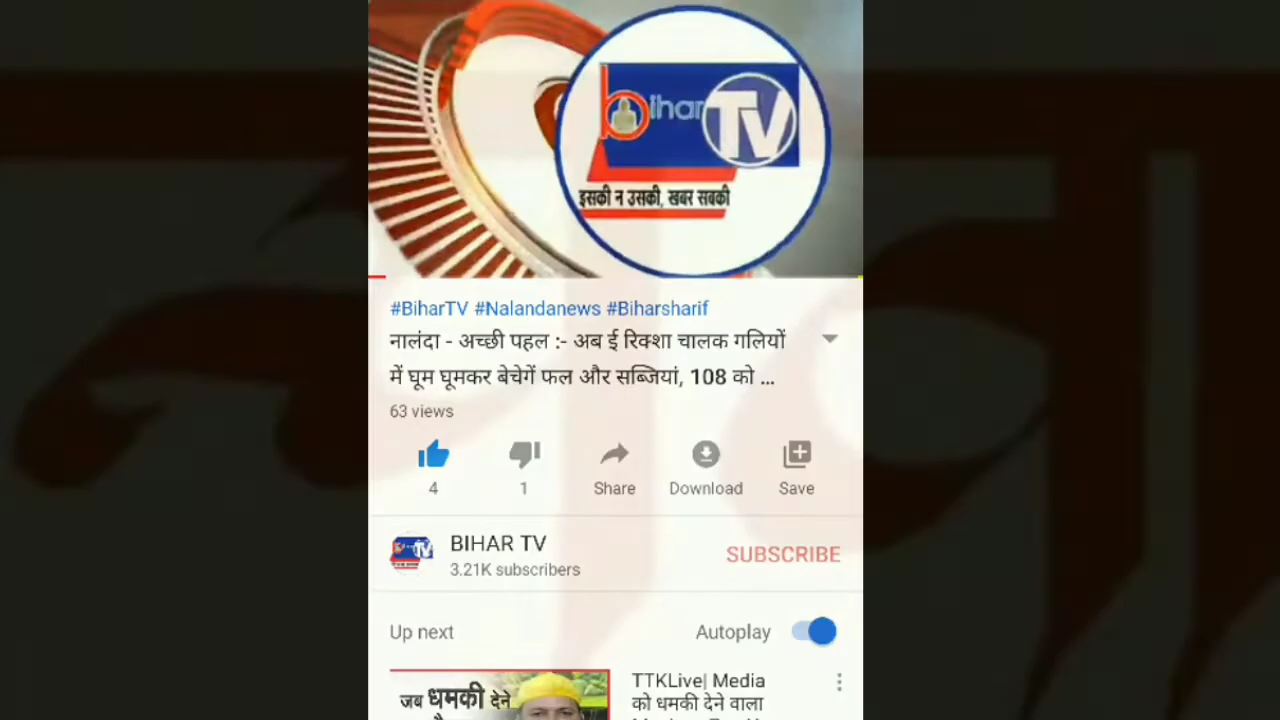 bihar TV
इसकी न उसकी, खबर सबकी
#BiharTV #Nalandanews #Biharsharif
नालंदा - अच्छी पहल :- अब ई रिक्शा चालक गलियों
में घूम घूमकर बेचेगें फल और सब्जियां, 108 को ...
63 views
4 1 Share Download Save
BIHAR TV
3.21K subscribers
SUBSCRIBE
Up next Autoplay
जब धमकी देने
TTKLive| Media
को धमकी देने वाला